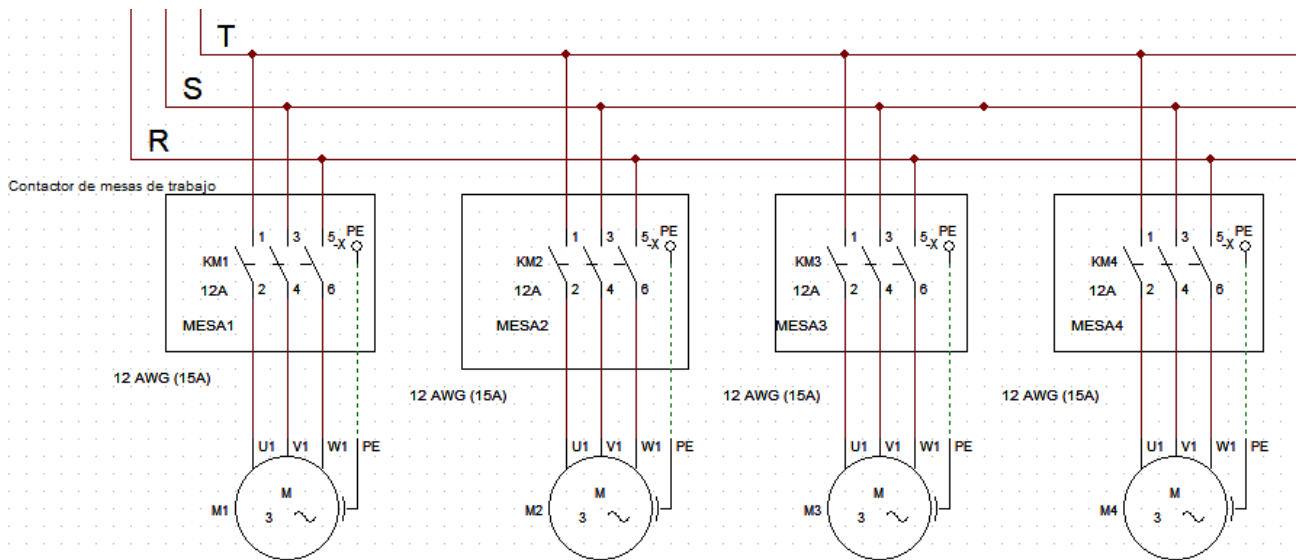 T
S
R
Contactor de mesas de trabajo
1 3 5 -X PE
KM1
12A 2 4 6
MESA1
12 AWG (15A)
U1 V1 W1 PE
M1 M 3
1 3 5 -X PE
KM2
12A 2 4 6
MESA2
12 AWG (15A)
U1 V1 W1 PE
M2 M 3
1 3 5 -X PE
KM3
12A 2 4 6
MESA3
12 AWG (15A)
U1 V1 W1 PE
M3 M 3
1 3 5 -X PE
KM4
12A 2 4 6
MESA4
12 AWG (15A)
U1 V1 W1 PE
M4 M 3